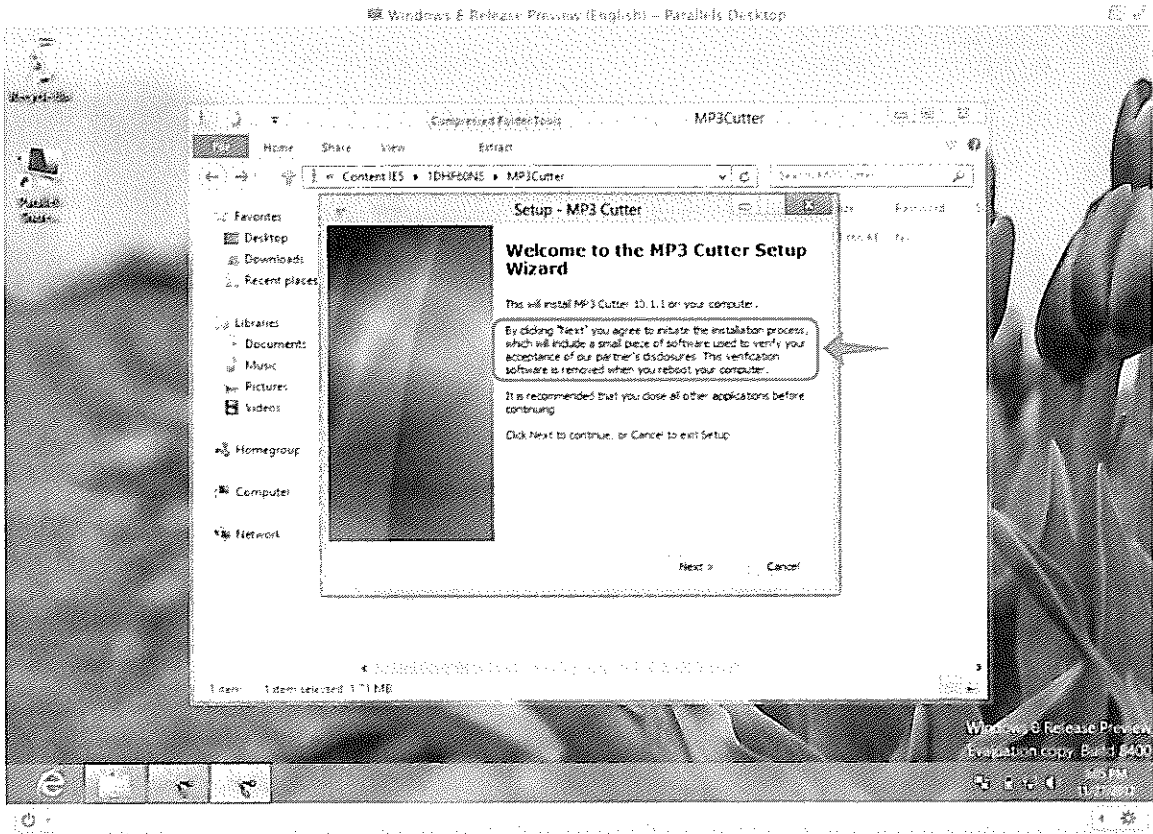 Windows 8 Release Preview (English) – Parallels Desktop
Recycle Bin
Compressed Folder Tools MP3Cutter
File Home Share View Extract
« Content.IE5 ▸ 1DHF60NS ▸ MP3Cutter Search MP3Cutter
Favorites
Desktop
Downloads
Recent places
Libraries
Documents
Music
Pictures
Videos
Homegroup
Computer
Network
Setup - MP3 Cutter
Welcome to the MP3 Cutter Setup
Wizard
This will install MP3 Cutter 10.1.1 on your computer.
By clicking "Next" you agree to initiate the installation process,
which will include a small piece of software used to verify your
acceptance of our partner's disclosures. This verification
software is removed when you reboot your computer.
It is recommended that you close all other applications before
continuing.
Click Next to continue, or Cancel to exit Setup.
Next > Cancel
1 item 1 item selected 1.71 MB
Windows 8 Release Preview
Evaluation copy. Build 8400